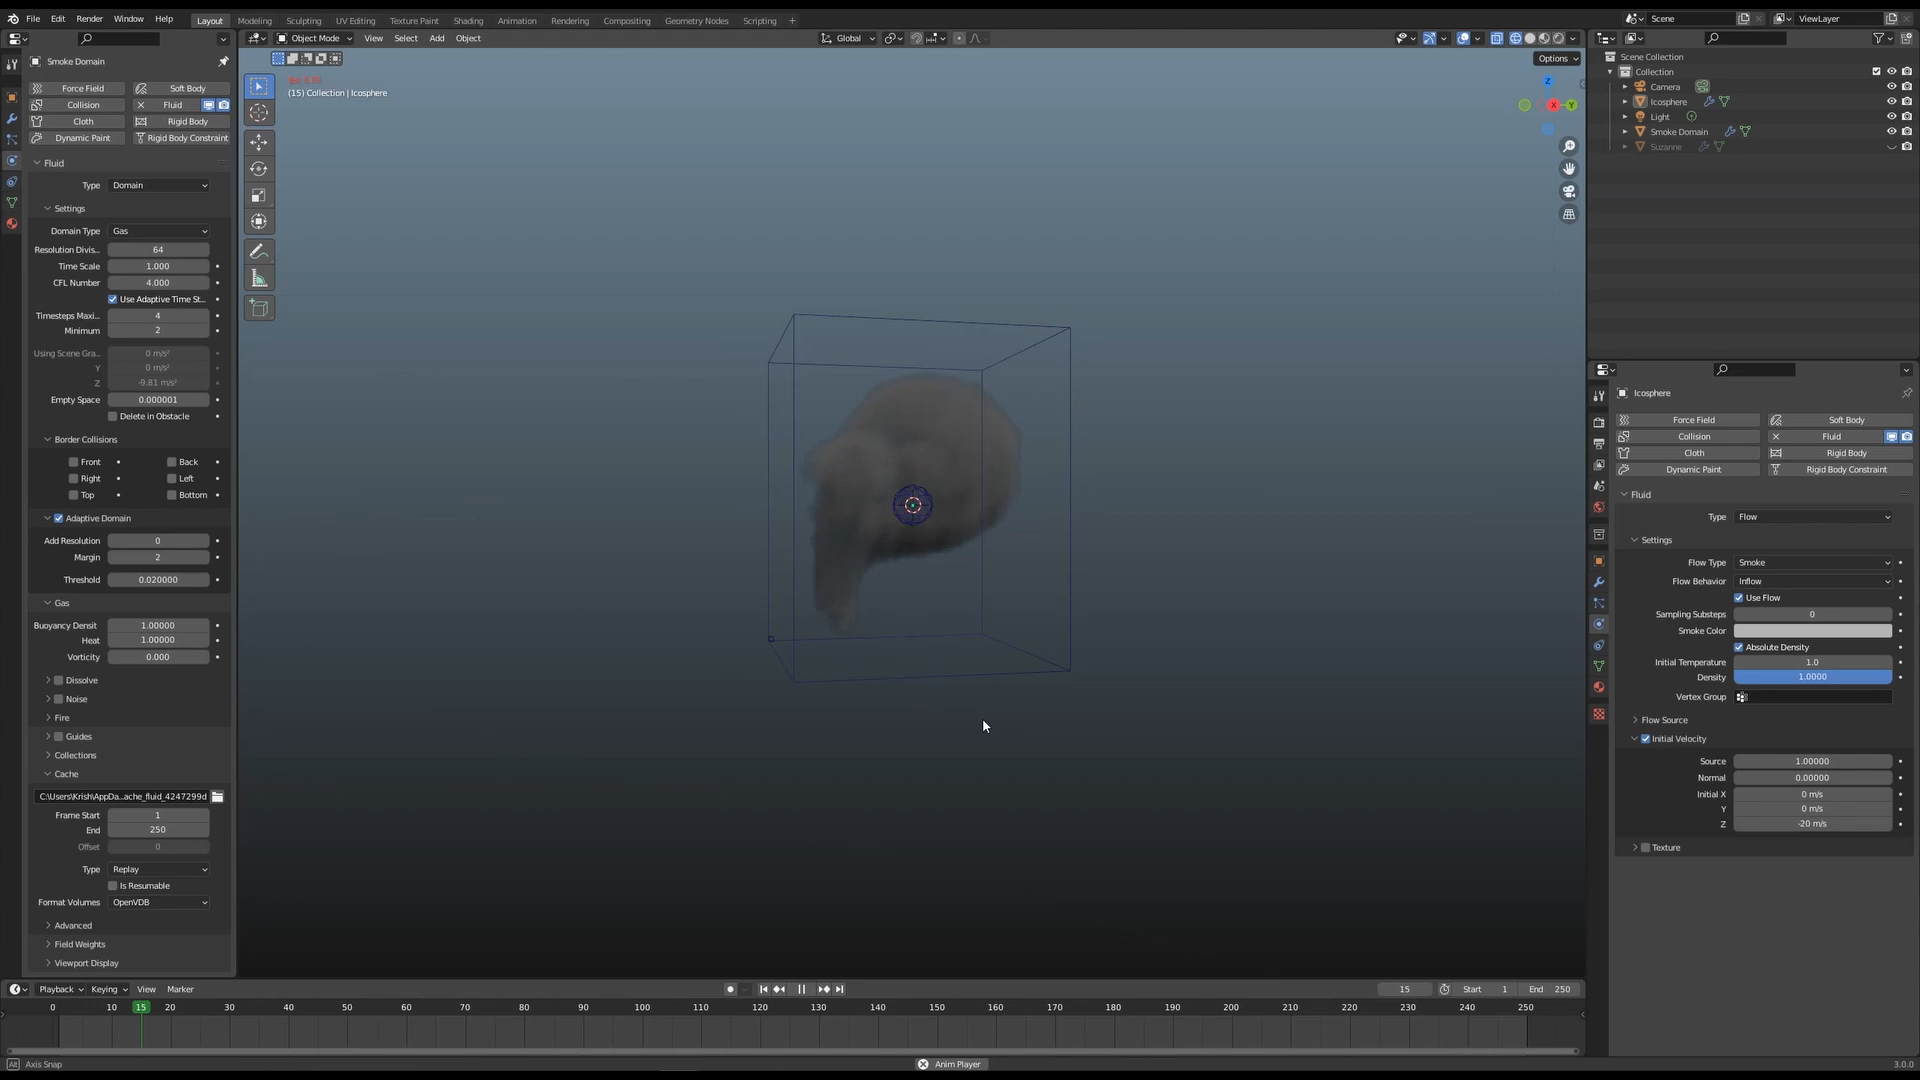 File Edit Render Window Help Layout Modeling Sculpting UV Editing Texture Paint Shading Animation Rendering Compositing Geometry Nodes Scripting + Scene ViewLayer
Object Mode View Select Add Object Global
Options
(15) Collection | Icosphere
Z
X
Y
Smoke Domain
Force Field Soft Body
Collision Fluid
Cloth Rigid Body
Dynamic Paint Rigid Body Constraint
Fluid
Type Domain
Settings
Domain Type Gas
Resolution Divis... 64
Time Scale 1.000
CFL Number 4.000
Use Adaptive Time St...
Timesteps Maxi... 4
Minimum 2
Using Scene Gra... 0 m/s²
Y 0 m/s²
Z -9.81 m/s²
Empty Space 0.000001
Delete in Obstacle
Border Collisions
Front Back
Right Left
Top Bottom
Adaptive Domain
Add Resolution 0
Margin 2
Threshold 0.020000
Gas
Buoyancy Densit 1.00000
Heat 1.00000
Vorticity 0.000
Dissolve
Noise
Fire
Guides
Collections
Cache
C:\Users\Krish\AppDa...ache_fluid_4247299d
Frame Start 1
End 250
Offset 0
Type Replay
Is Resumable
Format Volumes OpenVDB
Advanced
Field Weights
Viewport Display
Scene Collection
Collection
Camera
Icosphere
Light
Smoke Domain
Suzanne
Icosphere
Force Field Soft Body
Collision Fluid
Cloth Rigid Body
Dynamic Paint Rigid Body Constraint
Fluid
Type Flow
Settings
Flow Type Smoke
Flow Behavior Inflow
Use Flow
Sampling Substeps 0
Smoke Color
Absolute Density
Initial Temperature 1.0
Density 1.0000
Vertex Group
Flow Source
Initial Velocity
Source 1.00000
Normal 0.00000
Initial X 0 m/s
Y 0 m/s
Z -20 m/s
Texture
Playback Keying View Marker 15 Start 1 End 250
0 10 15 20 30 40 50 60 70 80 90 100 110 120 130 140 150 160 170 180 190 200 210 220 230 240 250
Alt Axis Snap Anim Player 3.0.0